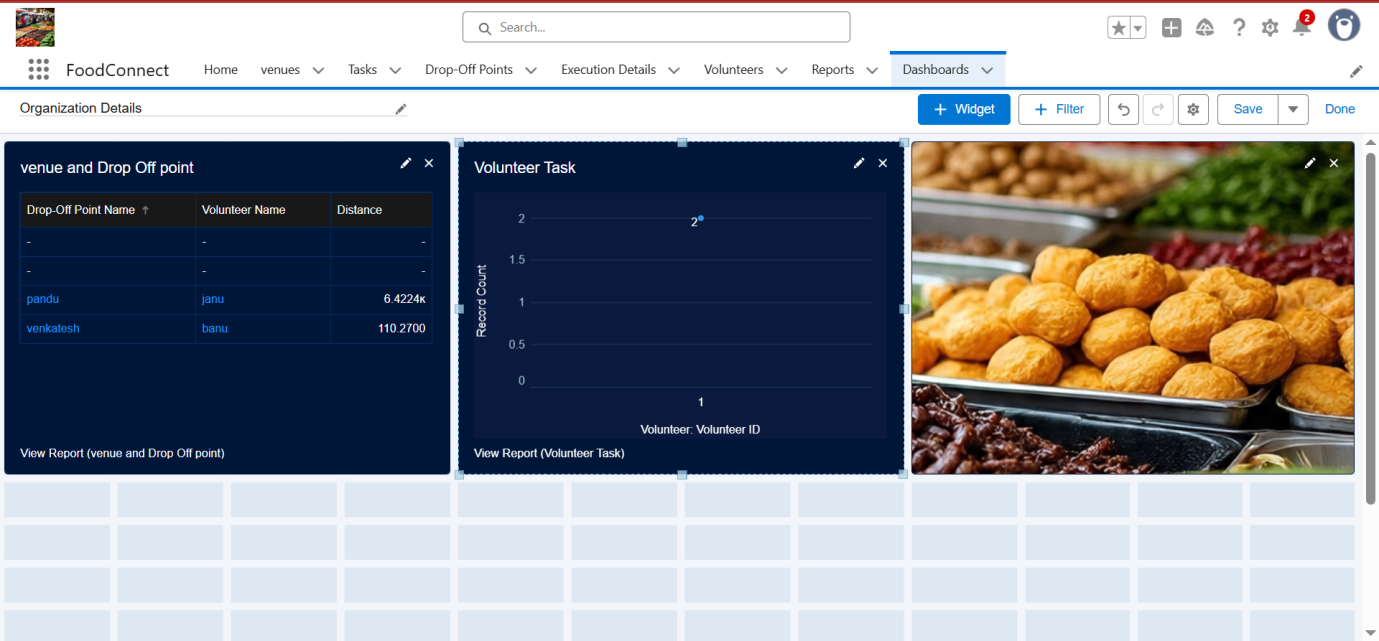 Search...
2
FoodConnect
Home
venues
Tasks
Drop-Off Points
Execution Details
Volunteers
Reports
Dashboards
Organization Details
+ Widget
+ Filter
Save
Done
venue and Drop Off point
Drop-Off Point Name ↑ Volunteer Name Distance
- - -
- - -
pandu janu 6.4224ĸ
venkatesh banu 110.2700
View Report (venue and Drop Off point)
Volunteer Task
Record Count
2
1.5
1
0.5
0
2
1
Volunteer: Volunteer ID
View Report (Volunteer Task)